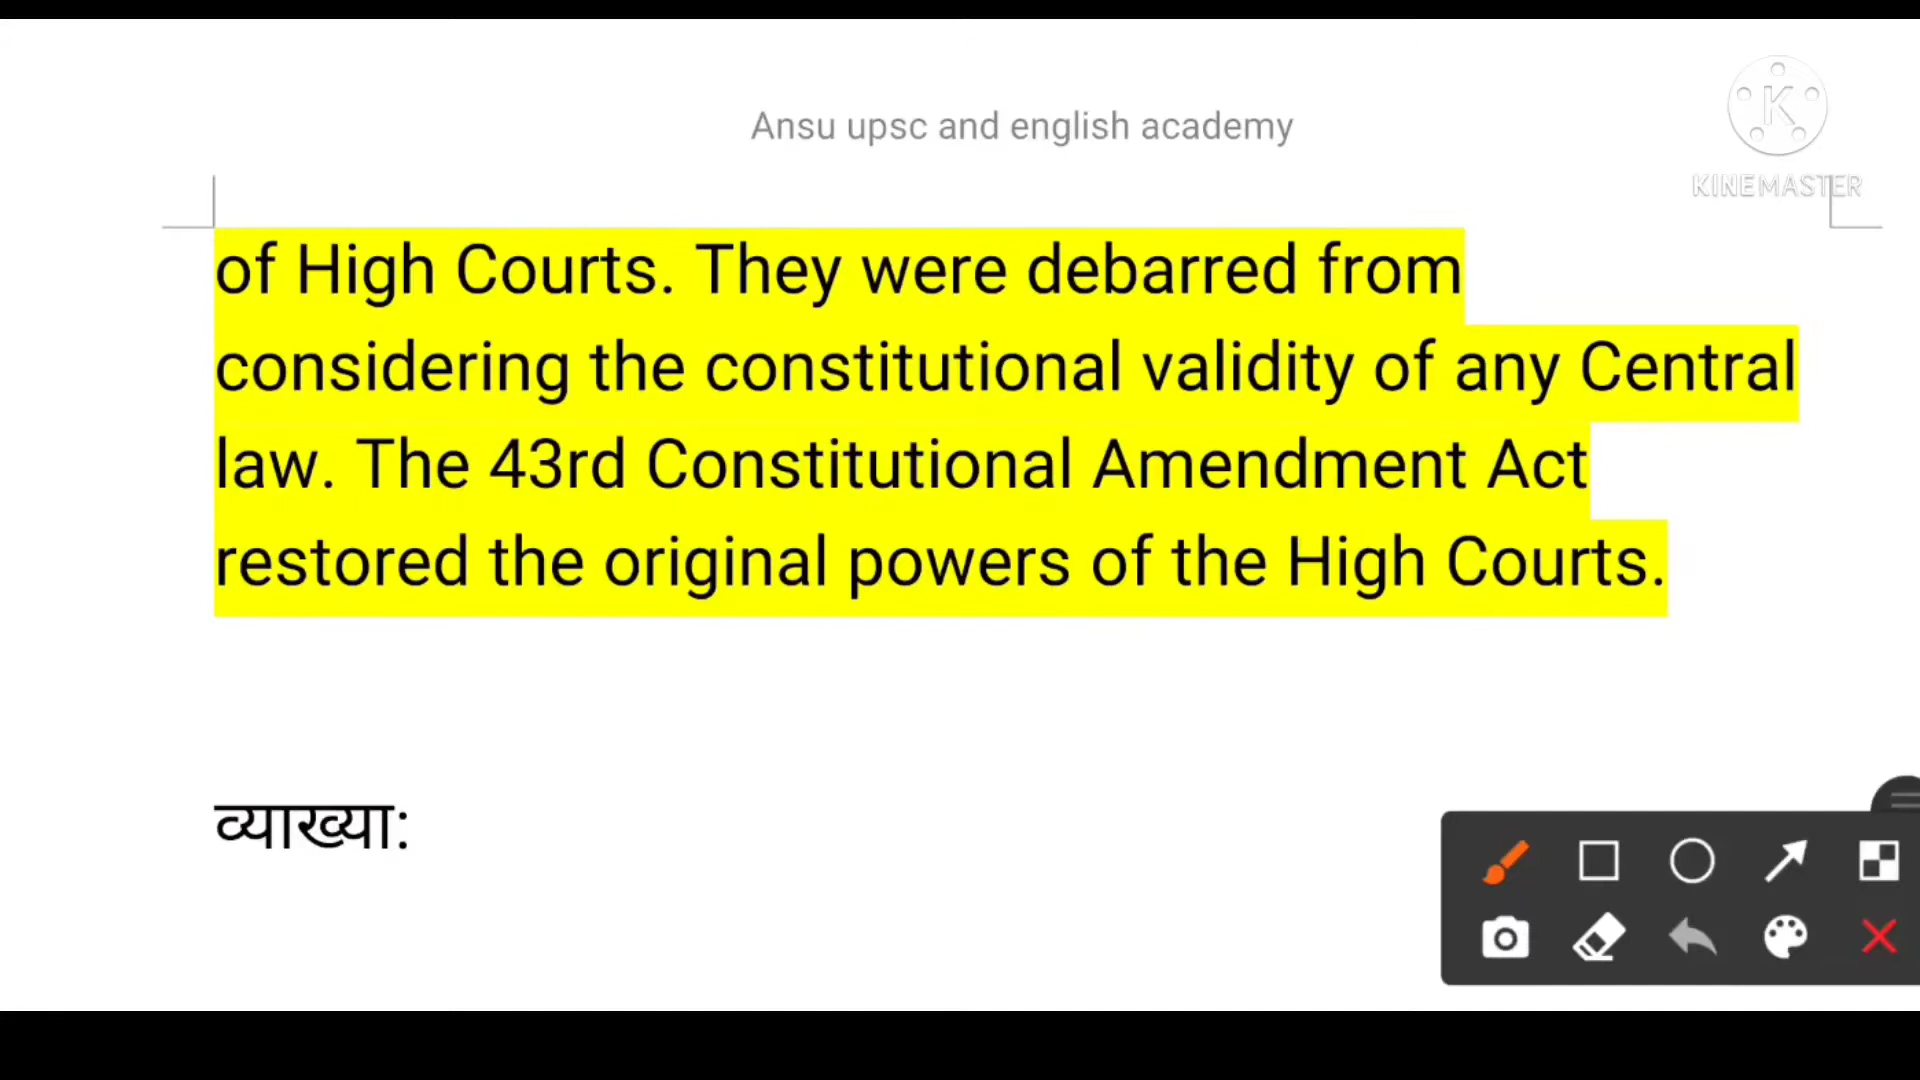 Ansu upsc and english academy
K
KINEMASTER
of High Courts. They were debarred from
considering the constitutional validity of any Central
law. The 43rd Constitutional Amendment Act
restored the original powers of the High Courts.
व्याख्या: